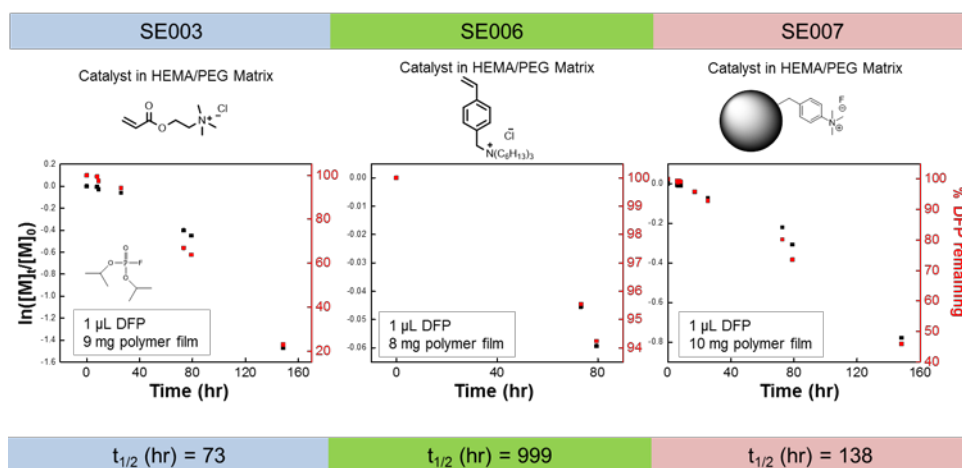 SE003 SE006 SE007
Catalyst in HEMA/PEG Matrix Catalyst in HEMA/PEG Matrix Catalyst in HEMA/PEG Matrix
O
O
N
+
-
Cl
Cl
-
N(C6H13)3
+
F
⊖
N
⊕
ln([M]t/[M]0)
0.2
0.0
-0.2
-0.4
-0.6
-0.8
-1.0
-1.2
-1.4
-1.6
0 40 80 120 160
Time (hr)
100
80
60
40
20
O
O
P
F
O
1 µL DFP
9 mg polymer film
0.00
-0.01
-0.02
-0.03
-0.04
-0.05
-0.06
0 40 80
Time (hr)
100
99
98
97
96
95
94
1 µL DFP
8 mg polymer film
0.0
-0.2
-0.4
-0.6
-0.8
0 40 80 120 160
Time (hr)
100
90
80
70
60
50
40
% DFP remaining
1 µL DFP
10 mg polymer film
t1/2 (hr) = 73 t1/2 (hr) = 999 t1/2 (hr) = 138